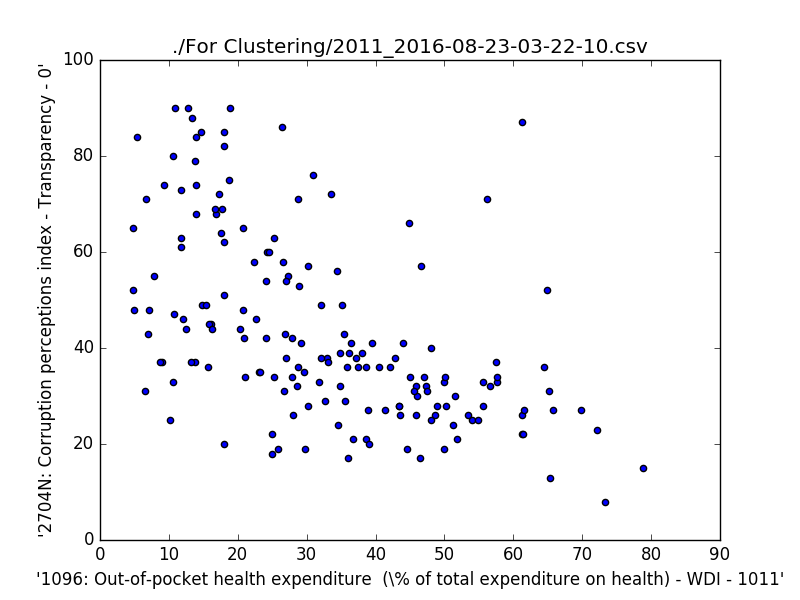 ./For Clustering/2011_2016-08-23-03-22-10.csv
'2704N: Corruption perceptions index - Transparency - 0'
100
80
60
40
20
0
0 10 20 30 40 50 60 70 80 90
'1096: Out-of-pocket health expenditure  (\% of total expenditure on health) - WDI - 1011'